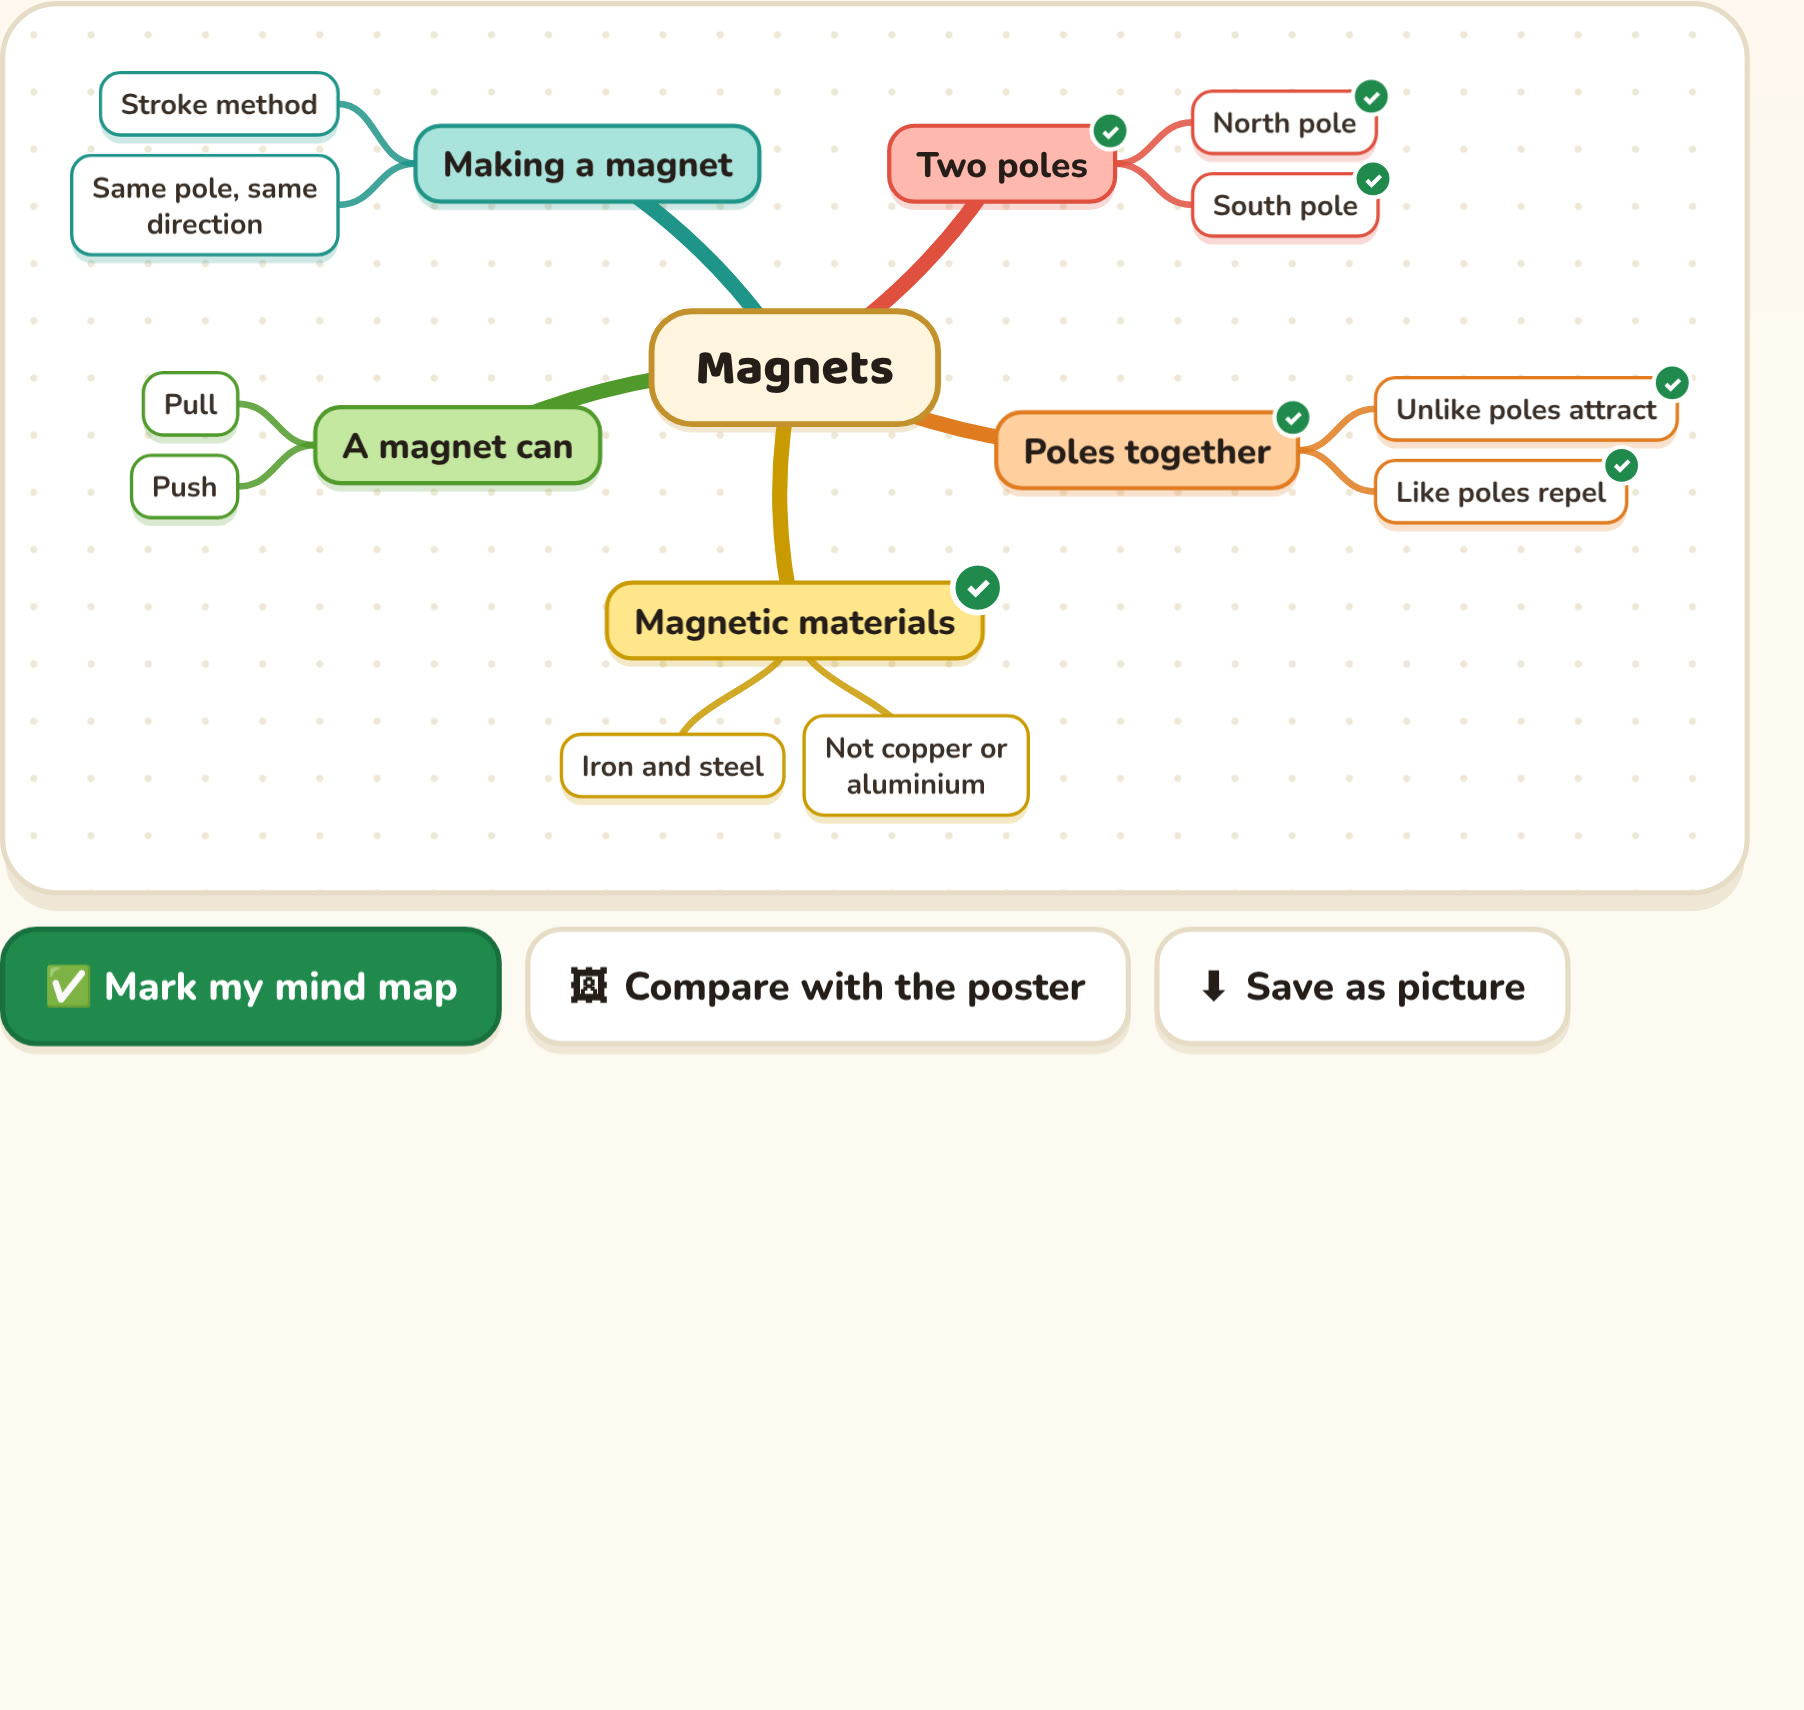 Stroke method
Same pole, same
direction
Making a magnet
Two poles
North pole
South pole
Magnets
Pull
Push
A magnet can
Poles together
Unlike poles attract
Like poles repel
Magnetic materials
Iron and steel
Not copper or
aluminium
✅ Mark my mind map
🖼 Compare with the poster
⬇ Save as picture